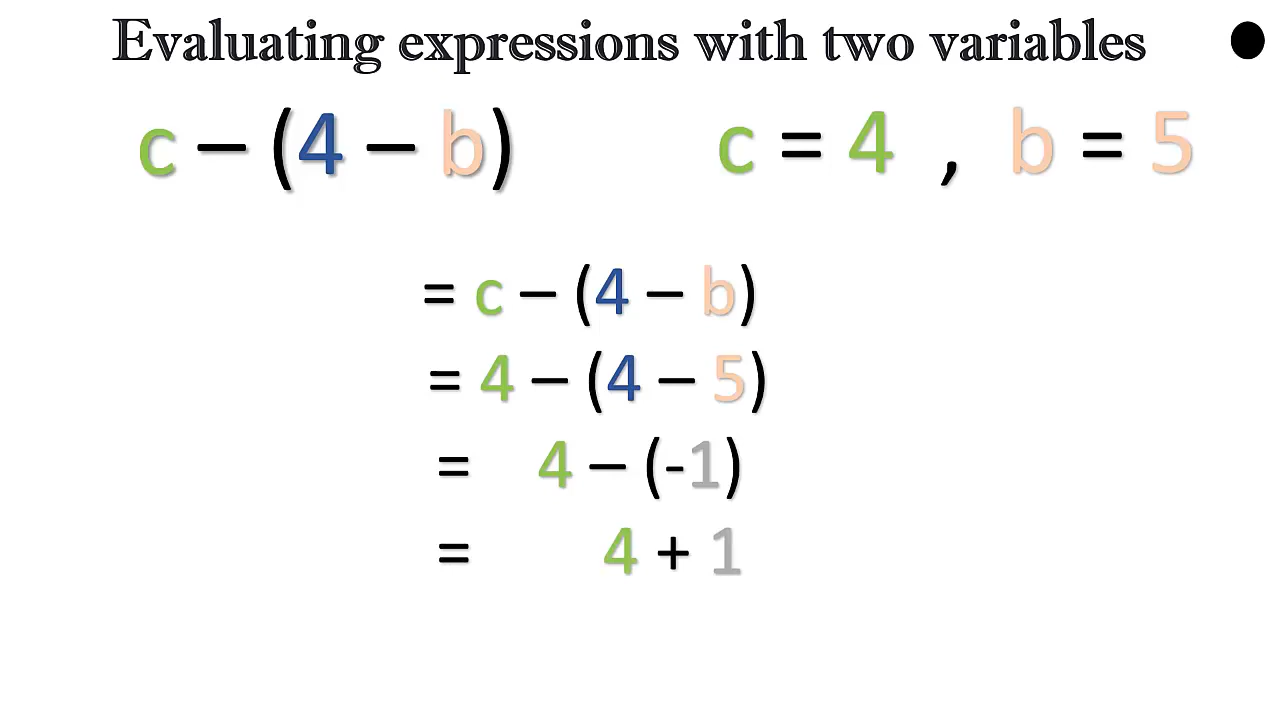 Evaluating expressions with two variables
c – (4 – b)
c = 4 , b = 5
= c – (4 – b)
= 4 – (4 – 5)
= 4 – (-1)
= 4 + 1